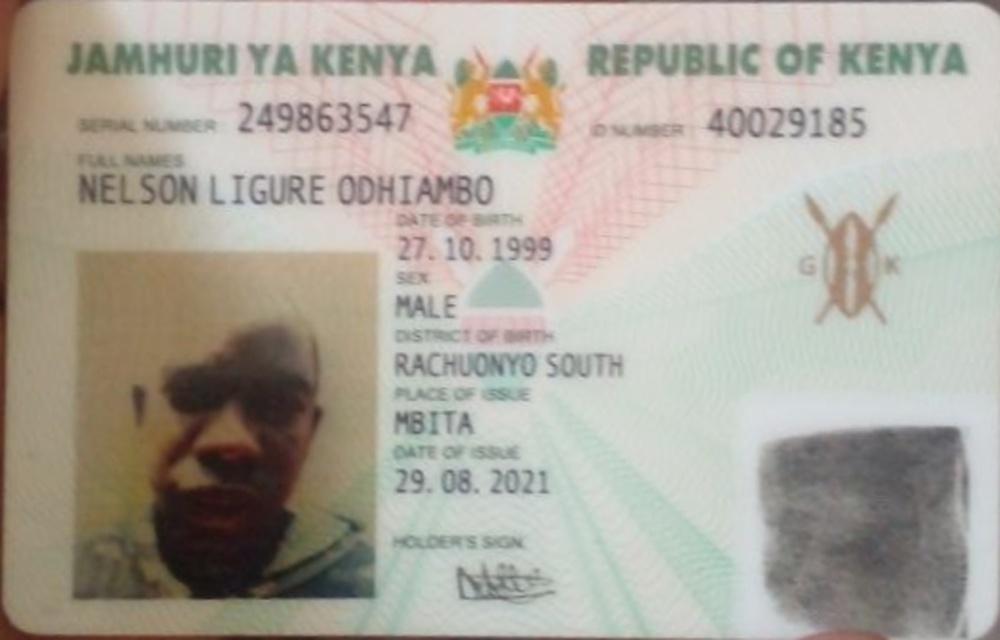 JAMHURI YA KENYA REPUBLIC OF KENYA
SERIAL NUMBER: 249863547 ID NUMBER: 40029185
FULL NAMES
NELSON LIGURE ODHIAMBO
DATE OF BIRTH
27. 10. 1999
SEX
MALE
DISTRICT OF BIRTH
RACHUONYO SOUTH
PLACE OF ISSUE
MBITA
DATE OF ISSUE
29. 08. 2021
HOLDER'S SIGN.
G K